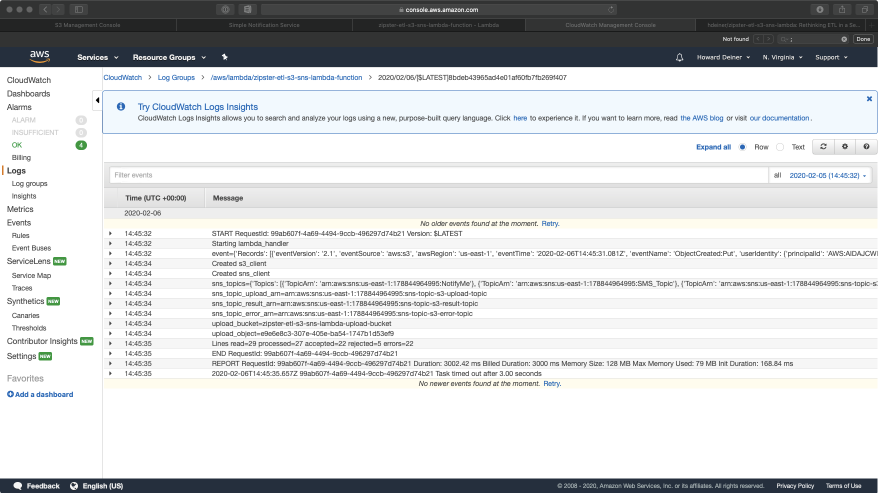 console.aws.amazon.com
S3 Management Console
Simple Notification Service
zipster-etl-s3-sns-lambda-function - Lambda
CloudWatch Management Console
hdeiner/zipster-etl-s3-sns-lambda: Rethinking ETL in a Se...
Not found
Done
aws
Services
Resource Groups
Howard Deiner
N. Virginia
Support
CloudWatch
Dashboards
Alarms
ALARM 0
INSUFFICIENT 0
OK 4
Billing
Logs
Log groups
Insights
Metrics
Events
Rules
Event Buses
ServiceLens NEW
Service Map
Traces
Synthetics NEW
Canaries
Thresholds
Contributor Insights NEW
Settings NEW
Favorites
Add a dashboard
CloudWatch > Log Groups > /aws/lambda/zipster-etl-s3-sns-lambda-function > 2020/02/06/[$LATEST]8bdeb43965ad4e01af60fb7fb269f407
Try CloudWatch Logs Insights
CloudWatch Logs Insights allows you to search and analyze your logs using a new, purpose-built query language. Click here to experience it. If you want to learn more, read the AWS blog or visit our documentation.
Expand all Row Text
Filter events
all 2020-02-05 (14:45:32)
Time (UTC +00:00) Message
2020-02-06
No older events found at the moment. Retry.
14:45:32 START RequestId: 99ab607f-4a69-4494-9ccb-496297d74b21 Version: $LATEST
14:45:32 Starting lambda_handler
14:45:32 event={'Records': [{'eventVersion': '2.1', 'eventSource': 'aws:s3', 'awsRegion': 'us-east-1', 'eventTime': '2020-02-06T14:45:31.081Z', 'eventName': 'ObjectCreated:Put', 'userIdentity': {'principalId': 'AWS:AIDAJCWI
14:45:34 Created s3_client
14:45:34 Created sns_client
14:45:34 sns_topics={'Topics': [{'TopicArn': 'arn:aws:sns:us-east-1:178844964995:NotifyMe'}, {'TopicArn': 'arn:aws:sns:us-east-1:178844964995:SMS_Topic'}, {'TopicArn': 'arn:aws:sns:us-east-1:178844964995:sns-topic-s3
14:45:34 sns_topic_upload_arn=arn:aws:sns:us-east-1:178844964995:sns-topic-s3-upload-topic
14:45:34 sns_topic_result_arn=arn:aws:sns:us-east-1:178844964995:sns-topic-s3-result-topic
14:45:34 sns_topic_error_arn=arn:aws:sns:us-east-1:178844964995:sns-topic-s3-error-topic
14:45:34 upload_bucket=zipster-etl-s3-sns-lambda-upload-bucket
14:45:34 upload_object=e9e6e8c3-307e-405e-ba54-1747b1d53ef9
14:45:35 Lines read=29 processed=27 accepted=22 rejected=5 errors=22
14:45:35 END RequestId: 99ab607f-4a69-4494-9ccb-496297d74b21
14:45:35 REPORT RequestId: 99ab607f-4a69-4494-9ccb-496297d74b21 Duration: 3002.42 ms Billed Duration: 3000 ms Memory Size: 128 MB Max Memory Used: 79 MB Init Duration: 168.84 ms
14:45:35 2020-02-06T14:45:35.657Z 99ab607f-4a69-4494-9ccb-496297d74b21 Task timed out after 3.00 seconds
No newer events found at the moment. Retry.
Feedback
English (US)
© 2008 - 2020, Amazon Web Services, Inc. or its affiliates. All rights reserved. Privacy Policy Terms of Use